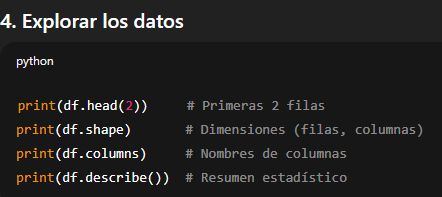 4. Explorar los datos
python
print(df.head(2))      # Primeras 2 filas
print(df.shape)        # Dimensiones (filas, columnas)
print(df.columns)      # Nombres de columnas
print(df.describe())  # Resumen estadístico